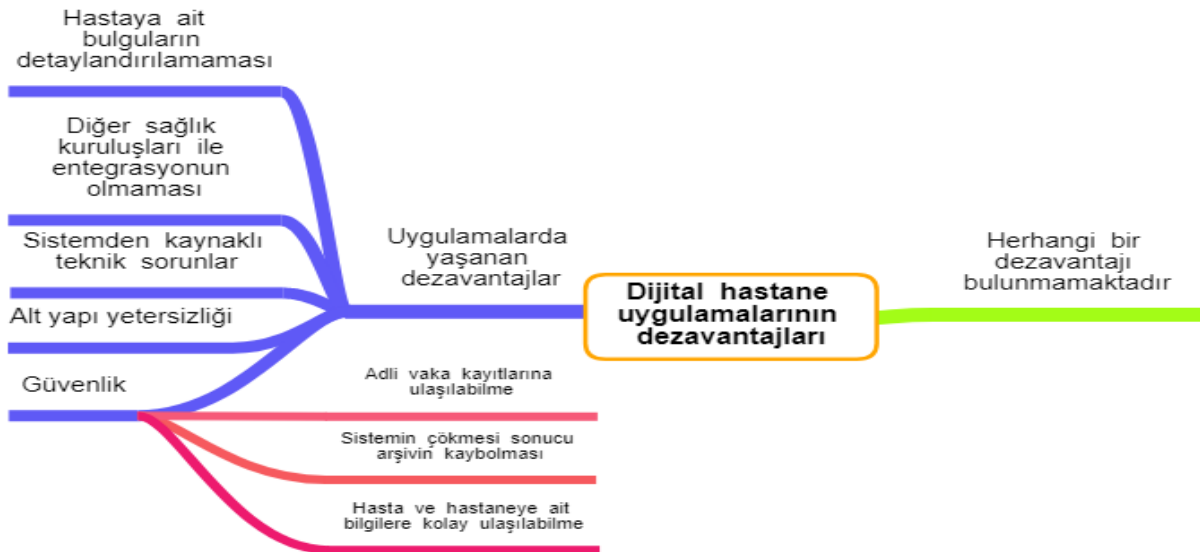 Hastaya ait
bulguların
detaylandırılamaması
Diğer sağlık
kuruluşları ile
entegrasyonun
olmaması
Sistemden kaynaklı
teknik sorunlar
Alt yapı yetersizliği
Güvenlik
Uygulamalarda
yaşanan
dezavantajlar
Adli vaka kayıtlarına
ulaşılabilme
Sistemin çökmesi sonucu
arşivin kaybolması
Hasta ve hastaneye ait
bilgilere kolay ulaşılabilme
Dijital hastane
uygulamalarının
dezavantajları
Herhangi bir
dezavantajı
bulunmamaktadır